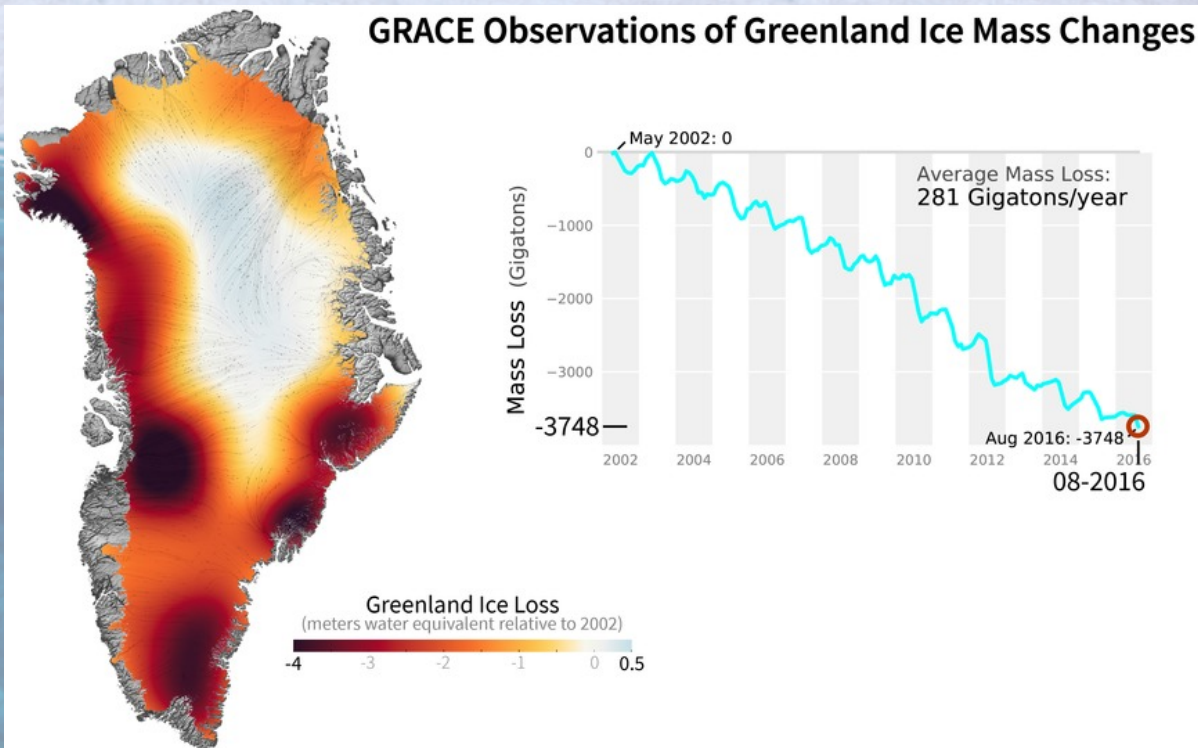 GRACE Observations of Greenland Ice Mass Changes
May 2002: 0
Average Mass Loss:
281 Gigatons/year
Mass Loss (Gigatons)
0
−1000
−2000
−3000
-3748
Aug 2016: -3748
2002 2004 2006 2008 2010 2012 2014 2016
08-2016
Greenland Ice Loss
(meters water equivalent relative to 2002)
-4 -3 -2 -1 0 0.5